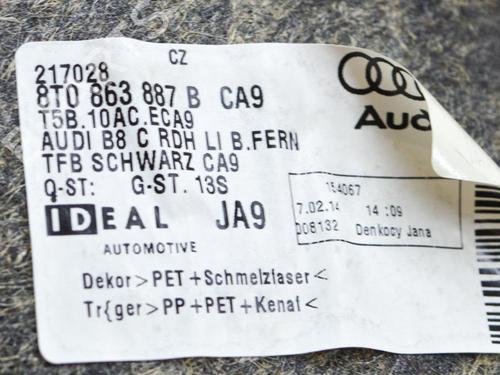 CZ
217028
8T0 863 887 B CA9
T5B.10AC.ECA9
Aud
AUDI B8 C RDH LI B.FERN
TFB SCHWARZ CA9
Q-ST: G-ST. 13S
IDEAL JA9
AUTOMOTIVE
154067
7.02.14 14:09
008132 Denkocy Jana
Dekor>PET+Schmelzfaser<
Tr{ger>PP+PET+Kenaf<